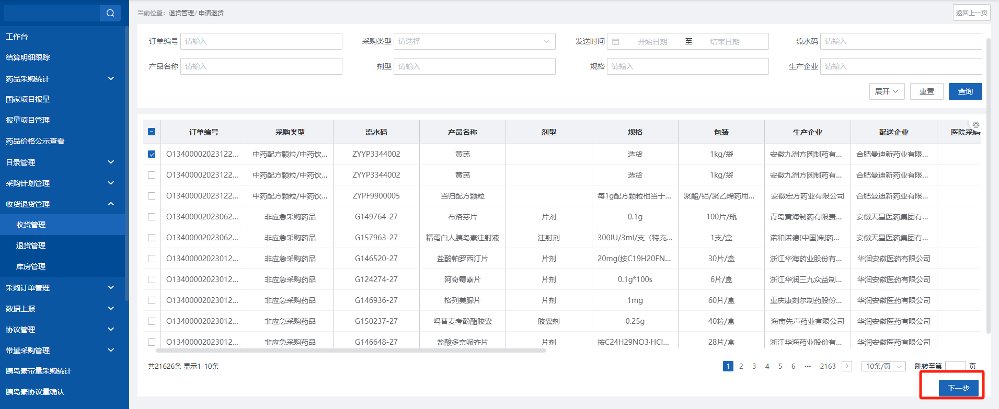 当前位置：退货管理/申请退货
返回上一页
工作台
结算明细跟踪
药品采购统计
国家项目报量
报量项目管理
药品价格公示查看
目录管理
采购计划管理
收货退货管理
收货管理
退货管理
库房管理
采购订单管理
数据上报
协议管理
带量采购管理
胰岛素带量采购统计
胰岛素协议量确认
订单编号 请输入 采购类型 请选择 发送时间 开始日期 至 结束日期 流水码 请输入
产品名称 请输入 剂型 请输入 规格 请输入 生产企业 请输入
展开 重置 查询
订单编号 采购类型 流水码 产品名称 剂型 规格 包装 生产企业 配送企业 医院采购
O13400002023122... 中药配方颗粒/中药饮... ZYYP3344002 黄芪 选货 1kg/袋 安徽九洲方圆制药有... 合肥曼迪新药业有限...
O13400002023122... 中药配方颗粒/中药饮... ZYYP3344002 黄芪 选货 1kg/袋 安徽九洲方圆制药有... 合肥曼迪新药业有限...
O13400002023122... 中药配方颗粒/中药饮... ZYPF9900005 当归配方颗粒 每1g配方颗粒相当于... 聚酯/铝/聚乙烯药用... 安徽宏方药业有限公司 合肥曼迪新药业有限...
O13400002023062... 非应急采购药品 G149764-27 布洛芬片 片剂 0.1g 100片/瓶 青岛黄海制药有限责... 安徽天星医药集团有...
O13400002023062... 非应急采购药品 G157963-27 精蛋白人胰岛素注射液 注射剂 300IU/3ml/支（特充... 1支/盒 诺和诺德(中国)制药... 安徽天星医药集团有...
O13400002023012... 非应急采购药品 G146520-27 盐酸帕罗西汀片 片剂 20mg(按C19H20FN... 30片/盒 浙江华海药业股份有... 华润安徽医药有限公司
O13400002023012... 非应急采购药品 G124274-27 阿奇霉素片 片剂 0.1g*100s 6片/盒 浙江华润三九众益制... 华润安徽医药有限公司
O13400002023012... 非应急采购药品 G146936-27 格列美脲片 片剂 1mg 60片/盒 重庆康刻尔制药股份... 华润安徽医药有限公司
O13400002023012... 非应急采购药品 G150237-27 吗替麦考酚酯胶囊 胶囊剂 0.25g 40粒/盒 海南先声药业有限公司 华润安徽医药有限公司
O13400002023012... 非应急采购药品 G146648-27 盐酸多奈哌齐片 片剂 按C24H29NO3·HCl... 28片/盒 浙江华海药业股份有... 华润安徽医药有限公司
共21626条 显示1-10条 1 2 3 4 5 6 ··· 2163 10条/页 跳转至第 页
下一步